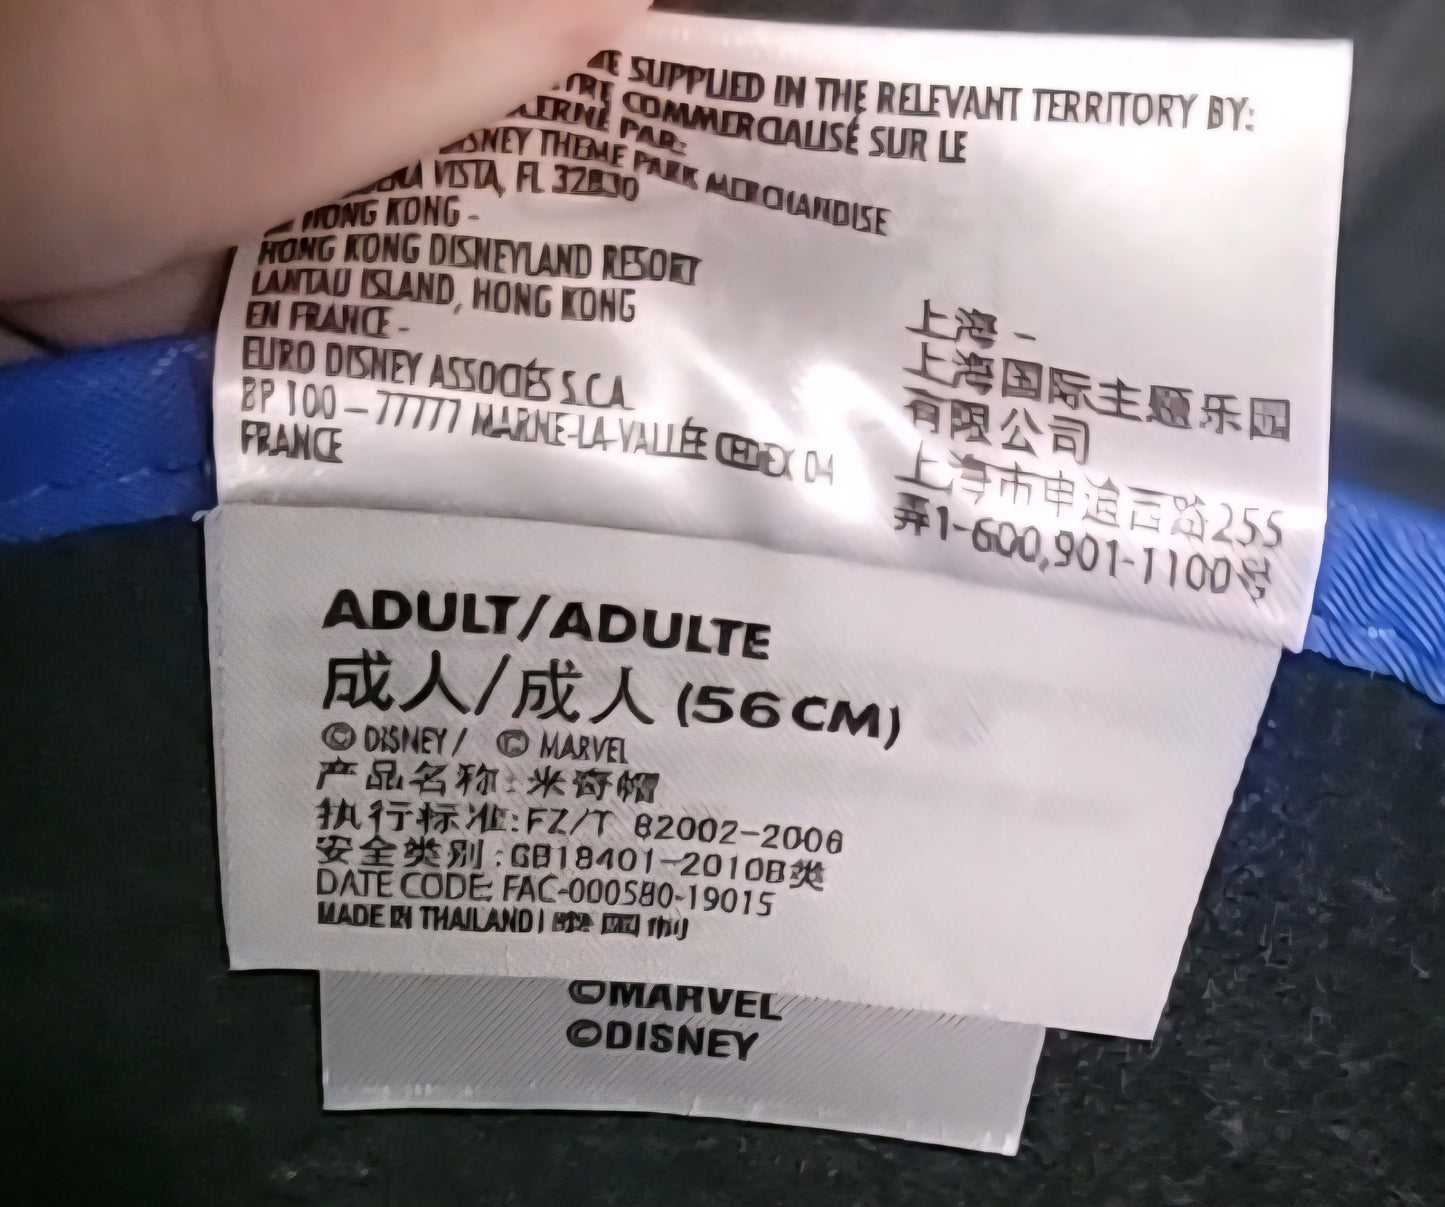 SUPPLIED IN THE RELEVANT TERRITORY BY:
COMMERCIALISÉ SUR LE
PAR:
DISNEY THEME PARK MERCHANDISE
VISTA, FL 32830
HONG KONG -
HONG KONG DISNEYLAND RESORT
LANTAU ISLAND, HONG KONG
EN FRANCE -
EURO DISNEY ASSOCIÉS S.C.A.
BP 100 – 77777 MARNE-LA-VALLÉE CEDEX 04
FRANCE
上海 -
上海国际主题乐园
有限公司
上海市申迪西路255
弄1-600,901-1100号
ADULT/ADULTE
成人/成人 (56CM)
© DISNEY / © MARVEL
产品名称:米奇帽
执行标准:FZ/T 82002-2006
安全类别:GB18401-2010B类
DATE CODE: FAC-000580-19015
MADE IN THAILAND |
©MARVEL
©DISNEY